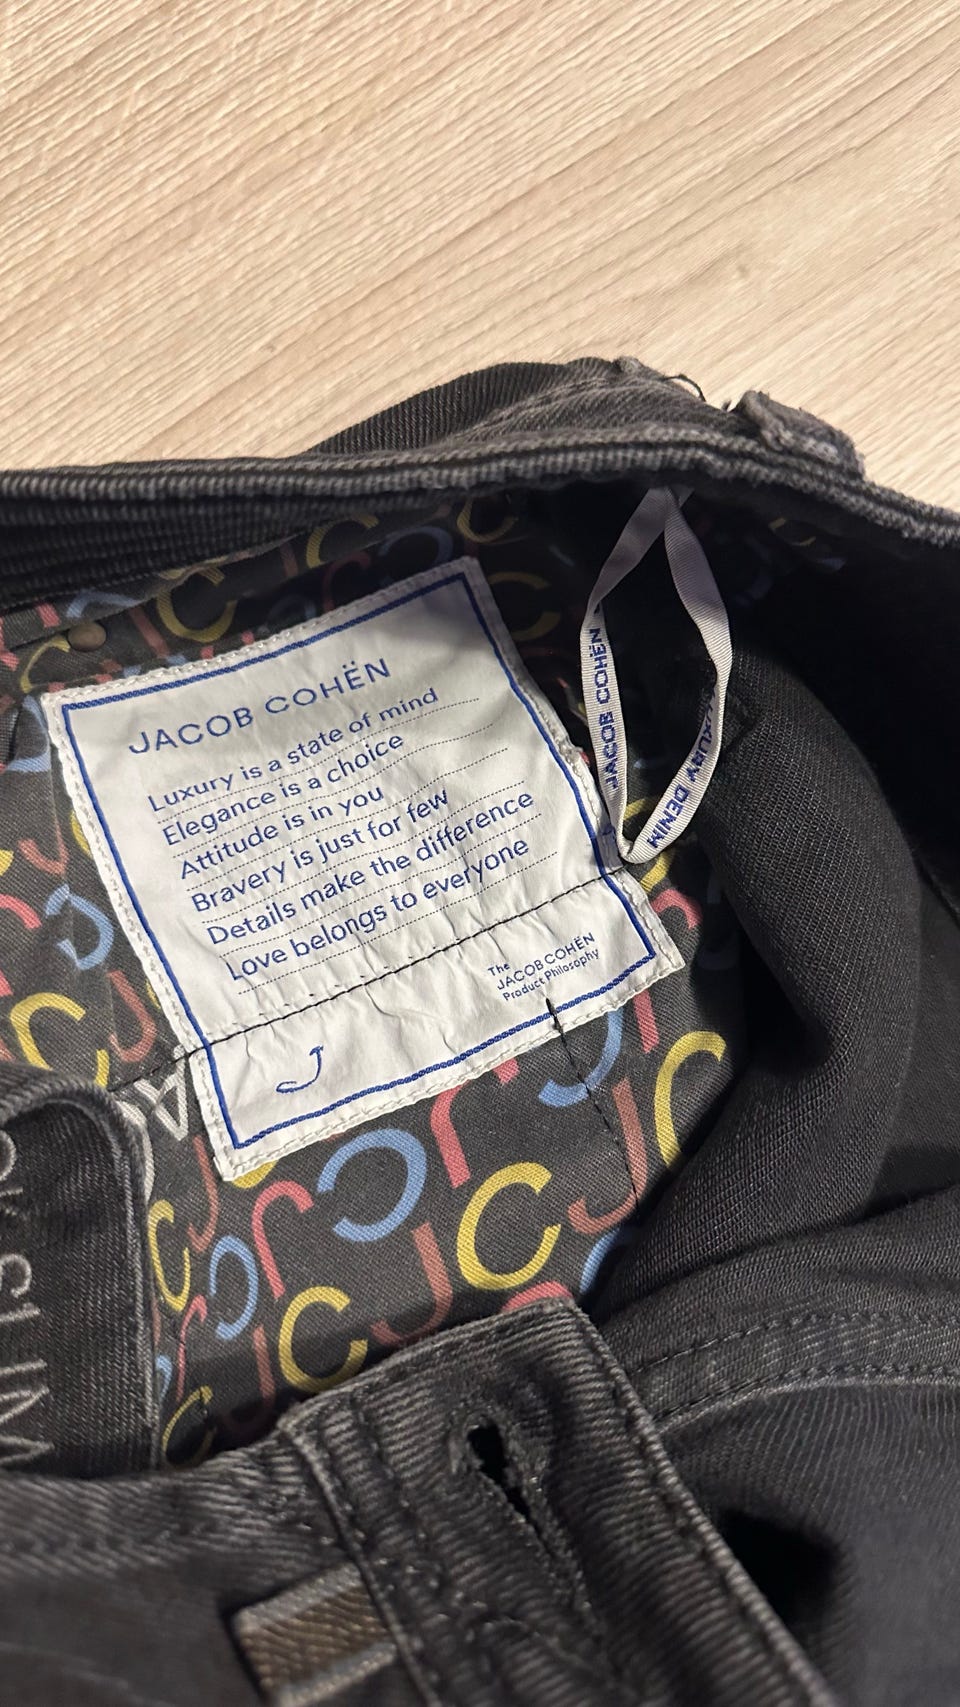 JACOB COHËN
Luxury is a state of mind
Elegance is a choice
Attitude is in you
Bravery is just for few
Details make the difference
Love belongs to everyone
The
JACOB COHËN
Product Philosophy
J
JACOB COHËN
LUXURY DENIM
SLIM